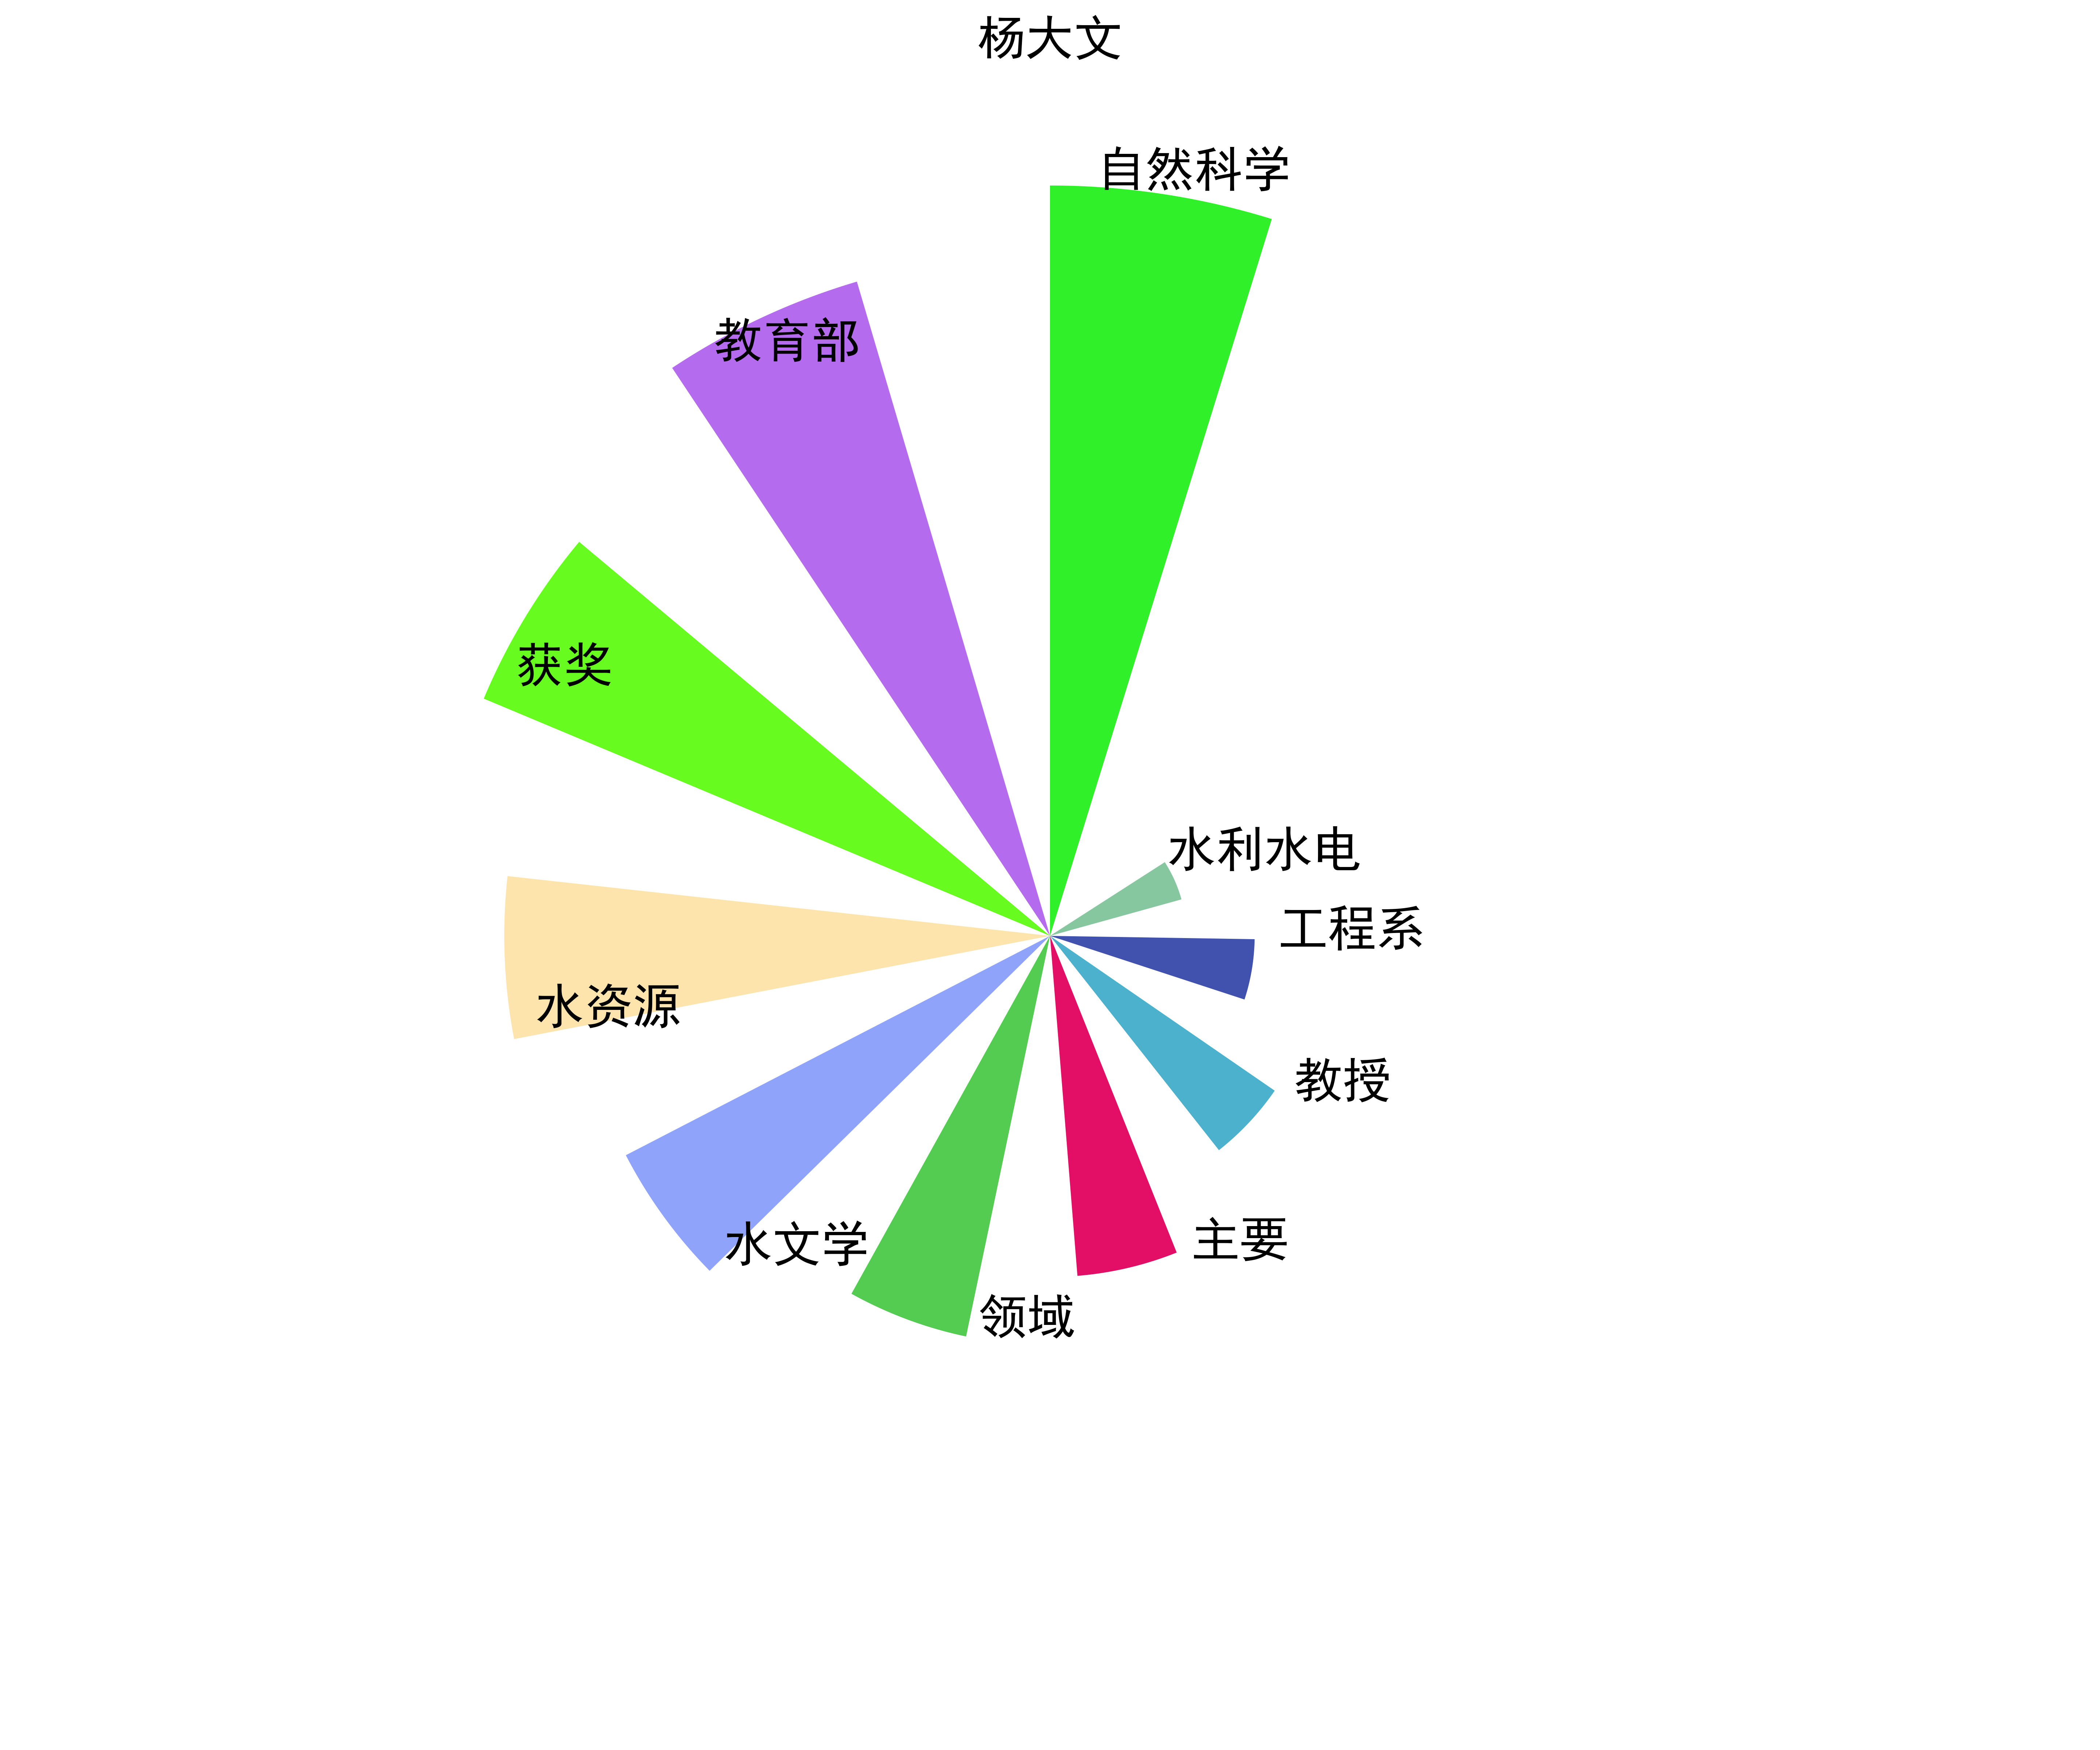 杨大文
自然科学
教育部
获奖
水利水电
工程系
水资源
教授
主要
水文学
领域